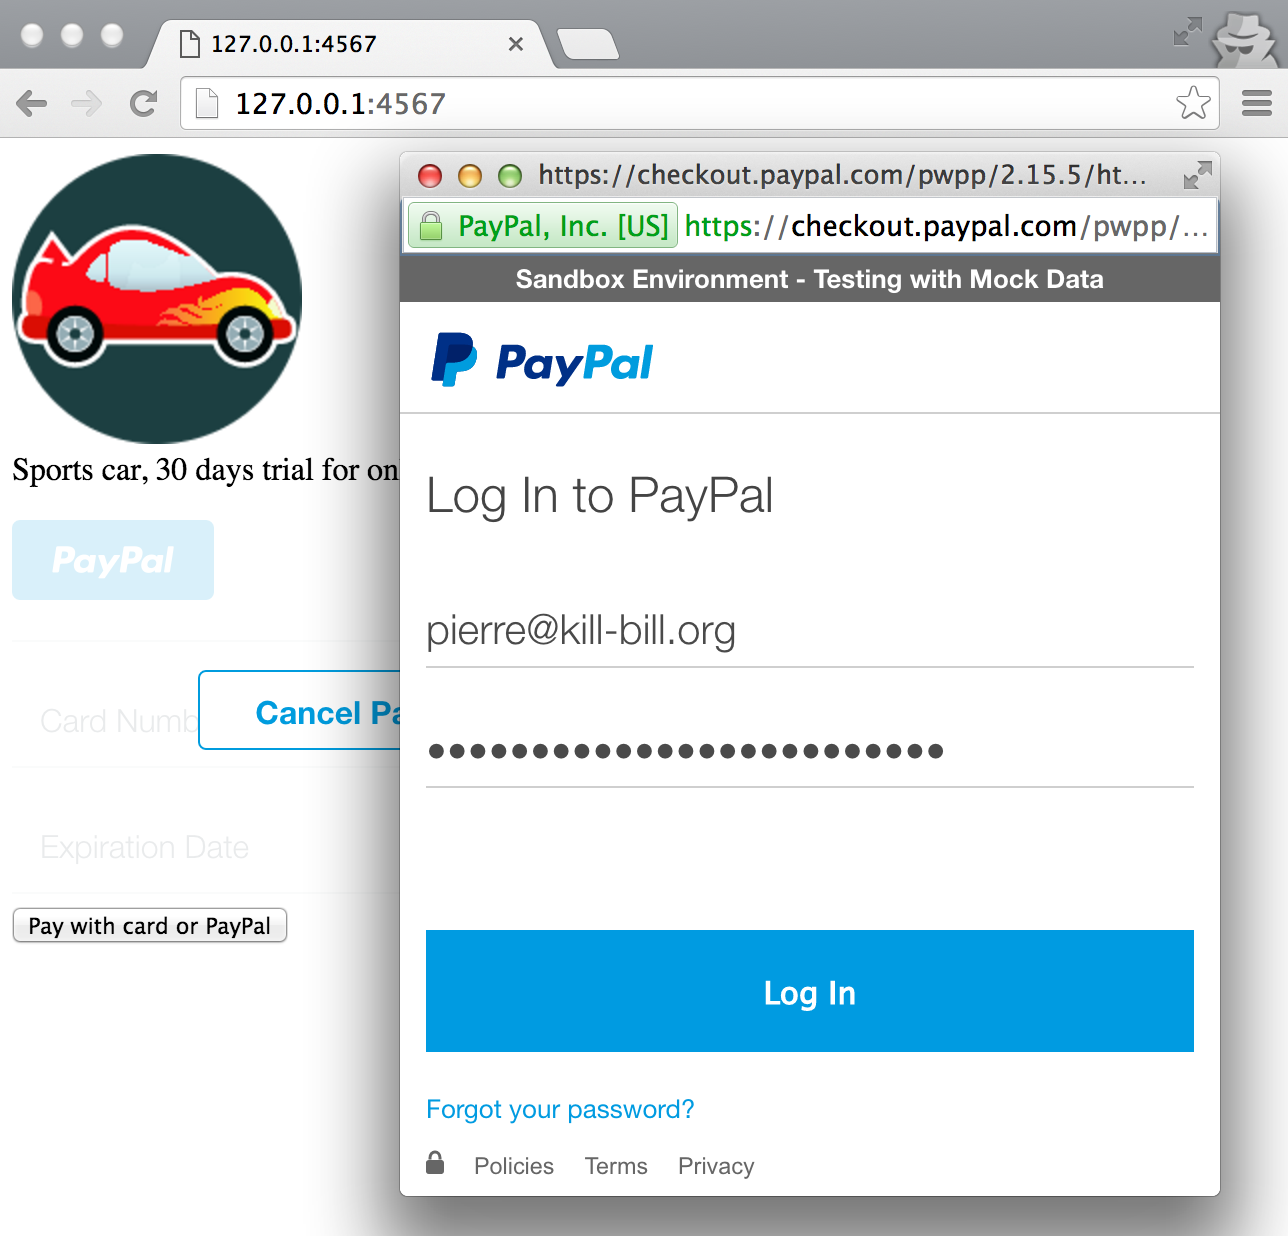 127.0.0.1:4567
127.0.0.1:4567
https://checkout.paypal.com/pwpp/2.15.5/ht...
PayPal, Inc. [US] https://checkout.paypal.com/pwpp/...
Sandbox Environment - Testing with Mock Data
PayPal
Log In to PayPal
pierre@kill-bill.org
Log In
Forgot your password?
Policies Terms Privacy
Sports car, 30 days trial for
PayPal
Card
Cancel
Expiration Date
Pay with card or PayPal